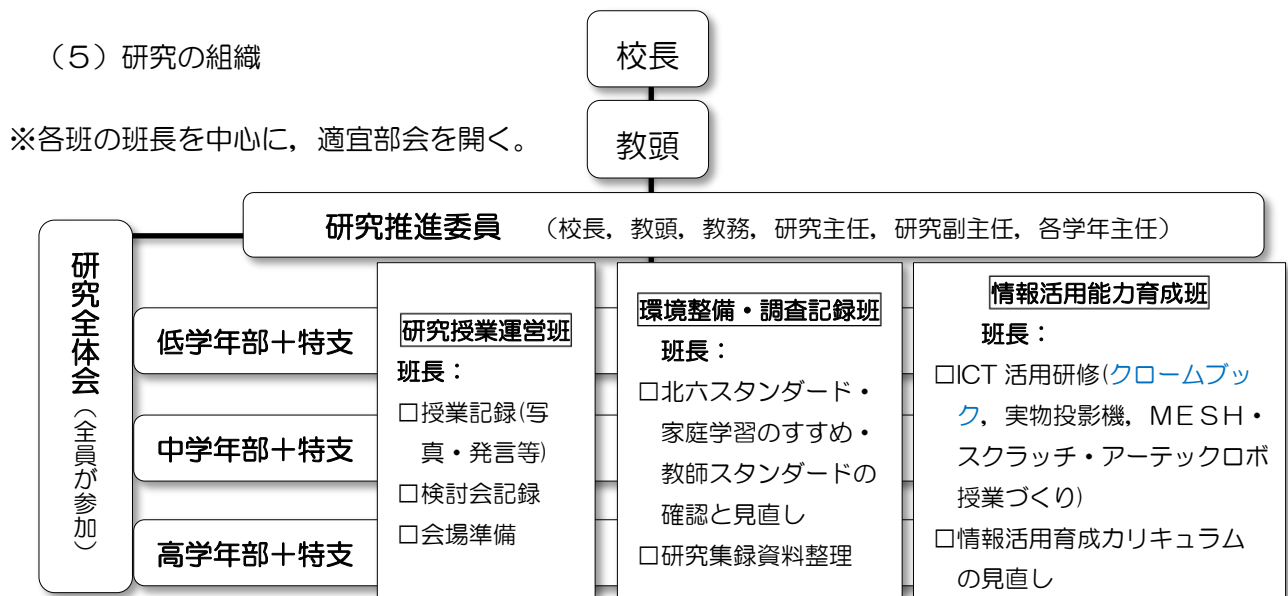 (5)研究の組織
校長
※各班の班長を中心に,適宜部会を開く。
教頭
研究推進委員 (校長,教頭,教務,研究主任,研究副主任,各学年主任)
研究全体会(全員が参加)
低学年部+特支
中学年部+特支
高学年部+特支
研究授業運営班
班長:
□授業記録(写
真・発言等)
□検討会記録
□会場準備
環境整備・調査記録班
班長:
□北六スタンダード・
家庭学習のすすめ・
教師スタンダードの
確認と見直し
□研究集録資料整理
情報活用能力育成班
班長:
□ICT 活用研修(クロームブッ
ク,実物投影機,MESH・
スクラッチ・アーテックロボ
授業づくり)
□情報活用育成カリキュラム
の見直し